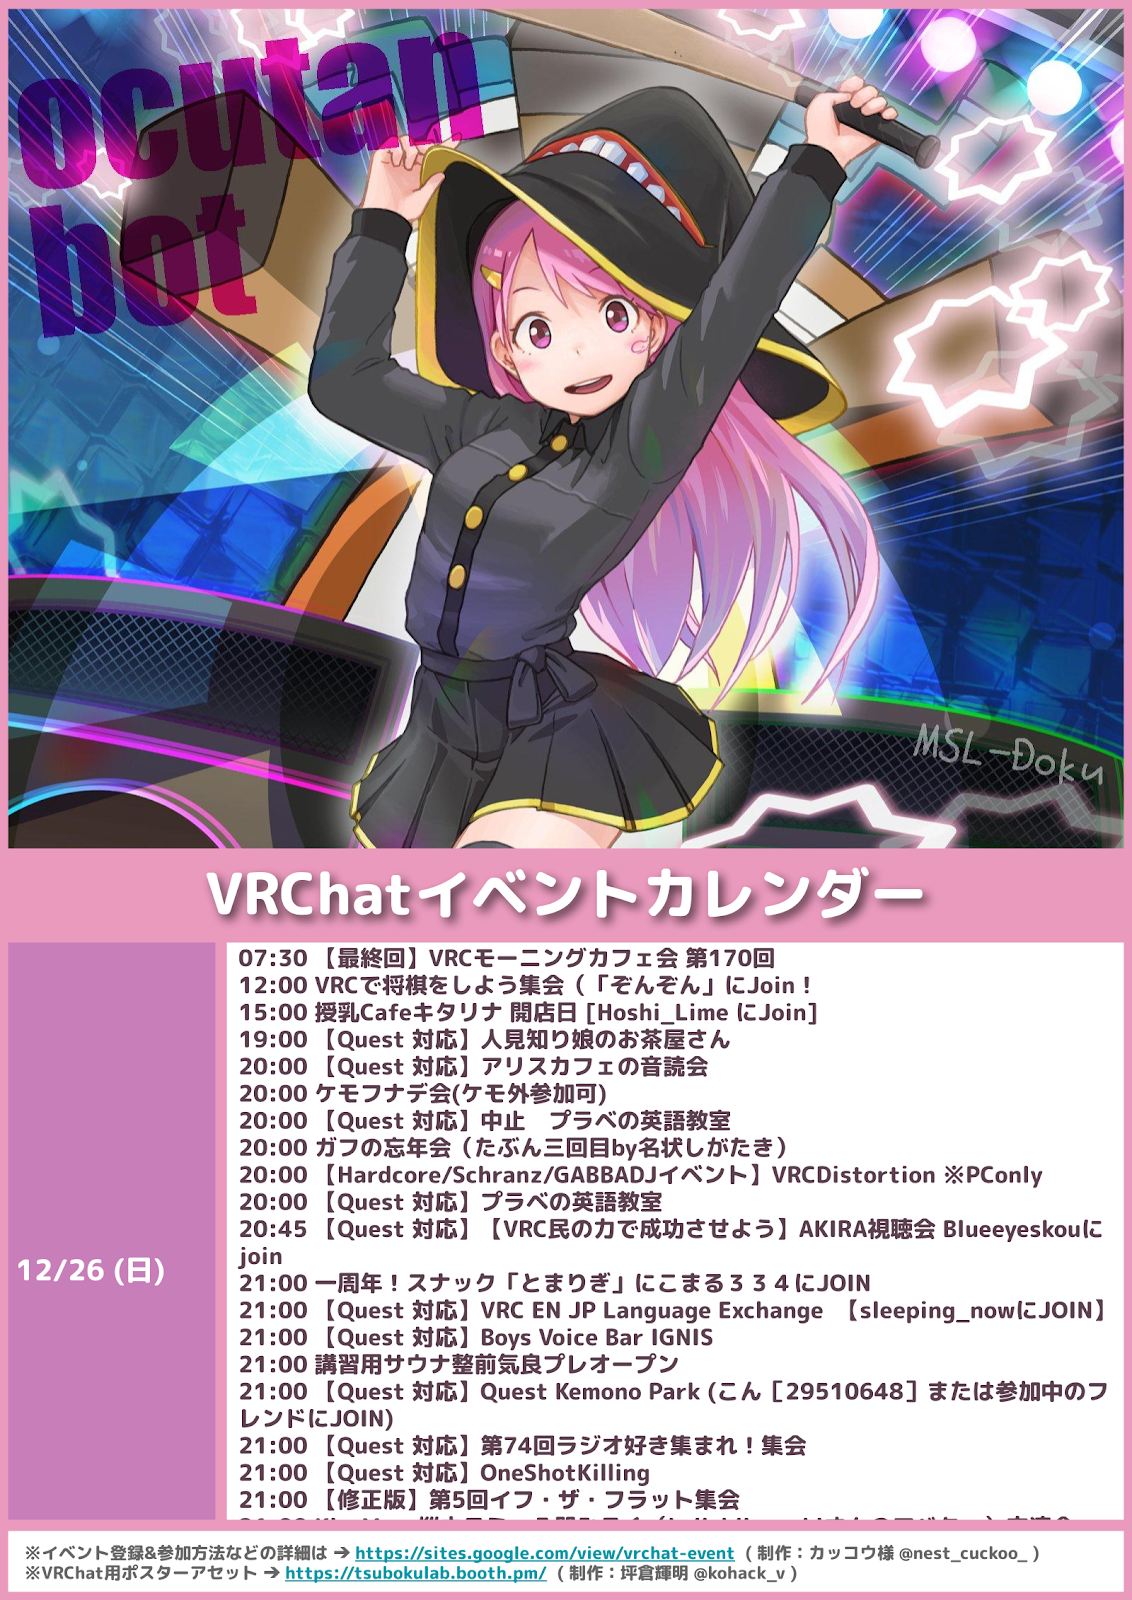 ocutan
bot
MSL-Doku
VRChatイベントカレンダー
12/26 (日)
07:30 【最終回】VRCモーニングカフェ会 第170回
12:00 VRCで将棋をしよう集会（「ぞんぞん」にJoin！
15:00 授乳Cafeキタリナ 開店日 [Hoshi_Lime にJoin]
19:00 【Quest 対応】人見知り娘のお茶屋さん
20:00 【Quest 対応】アリスカフェの音読会
20:00 ケモフナデ会(ケモ外参加可)
20:00 【Quest 対応】中止　プラベの英語教室
20:00 ガフの忘年会（たぶん三回目by名状しがたき）
20:00 【Hardcore/Schranz/GABBADJイベント】VRCDistortion ※PConly
20:00 【Quest 対応】プラベの英語教室
20:45 【Quest 対応】【VRC民の力で成功させよう】AKIRA視聴会 Blueeyeskouに
join
21:00 一周年！スナック「とまりぎ」にこまる３３４にJOIN
21:00 【Quest 対応】VRC EN JP Language Exchange 【sleeping_nowにJOIN】
21:00 【Quest 対応】Boys Voice Bar IGNIS
21:00 講習用サウナ整前気良プレオープン
21:00 【Quest 対応】Quest Kemono Park (こん［29510648］または参加中のフ
レンドにJOIN)
21:00 【Quest 対応】第74回ラジオ好き集まれ！集会
21:00 【Quest 対応】OneShotKilling
21:00 【修正版】第5回イフ・ザ・フラット集会
※イベント登録&参加方法などの詳細は ➔ https://sites.google.com/view/vrchat-event ( 制作：カッコウ様 @nest_cuckoo_ )
※VRChat用ポスターアセット ➔ https://tsubokulab.booth.pm/ ( 制作：坪倉輝明 @kohack_v )